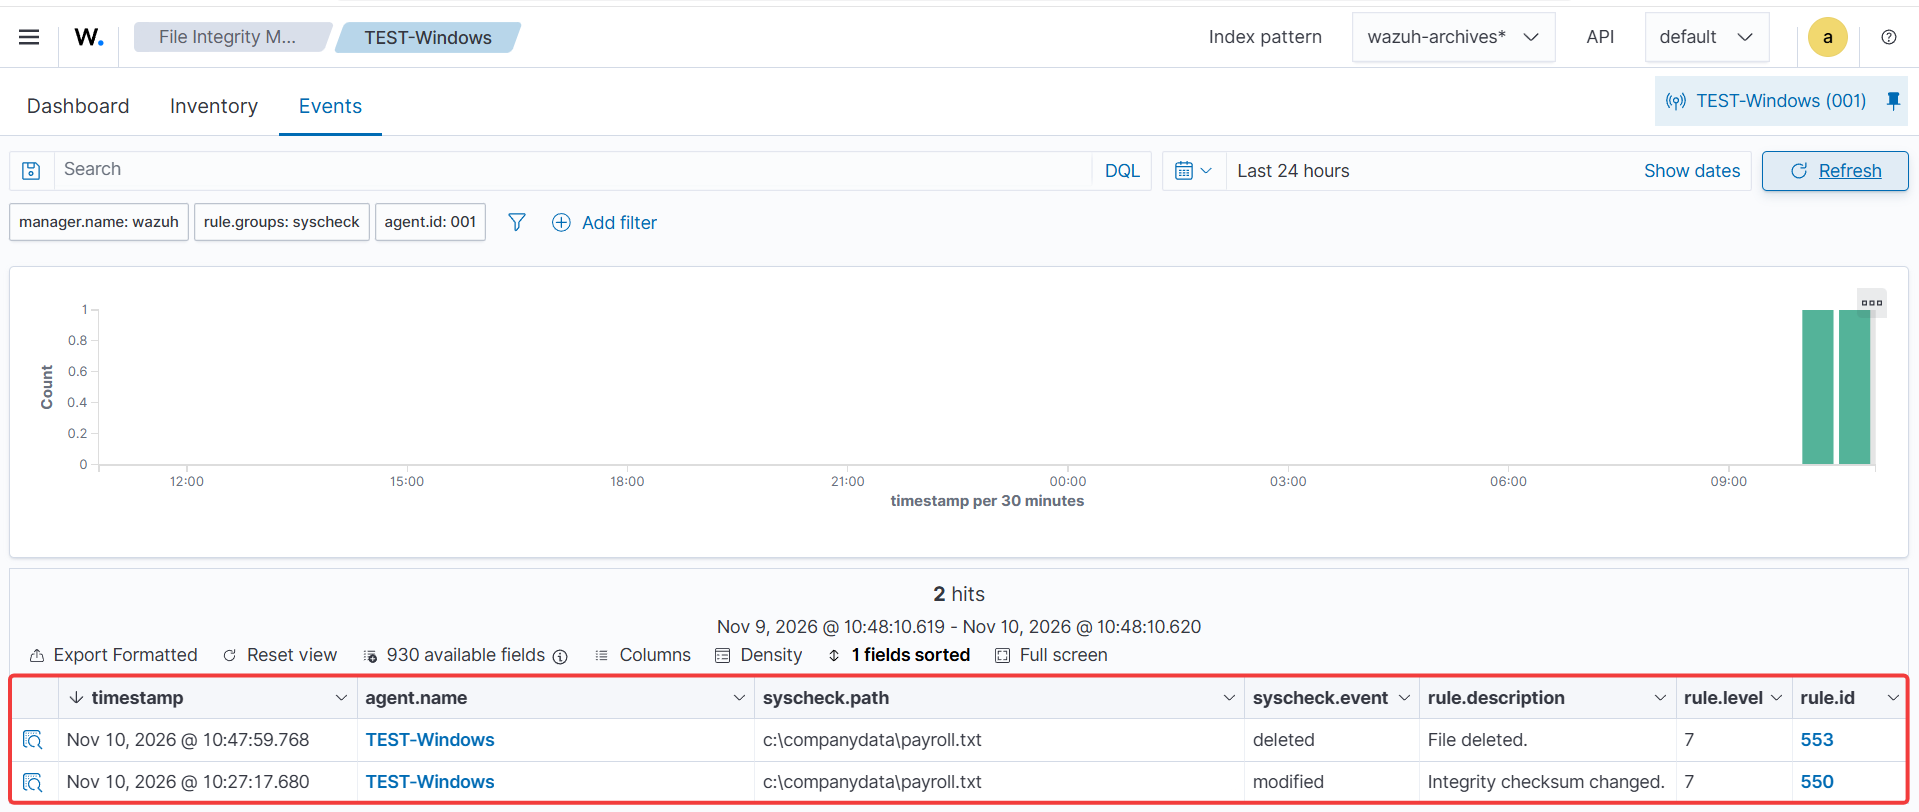 W.
File Integrity M...
TEST-Windows
Index pattern
wazuh-archives*
API
default
a
Dashboard
Inventory
Events
TEST-Windows (001)
Search
DQL
Last 24 hours
Show dates
Refresh
manager.name: wazuh
rule.groups: syscheck
agent.id: 001
Add filter
Count
1
0.8
0.6
0.4
0.2
0
12:00 15:00 18:00 21:00 00:00 03:00 06:00 09:00
timestamp per 30 minutes
2 hits
Nov 9, 2026 @ 10:48:10.619 - Nov 10, 2026 @ 10:48:10.620
Export Formatted Reset view 930 available fields Columns Density 1 fields sorted Full screen
timestamp agent.name syscheck.path syscheck.event rule.description rule.level rule.id
Nov 10, 2026 @ 10:47:59.768 TEST-Windows c:\companydata\payroll.txt deleted File deleted. 7 553
Nov 10, 2026 @ 10:27:17.680 TEST-Windows c:\companydata\payroll.txt modified Integrity checksum changed. 7 550